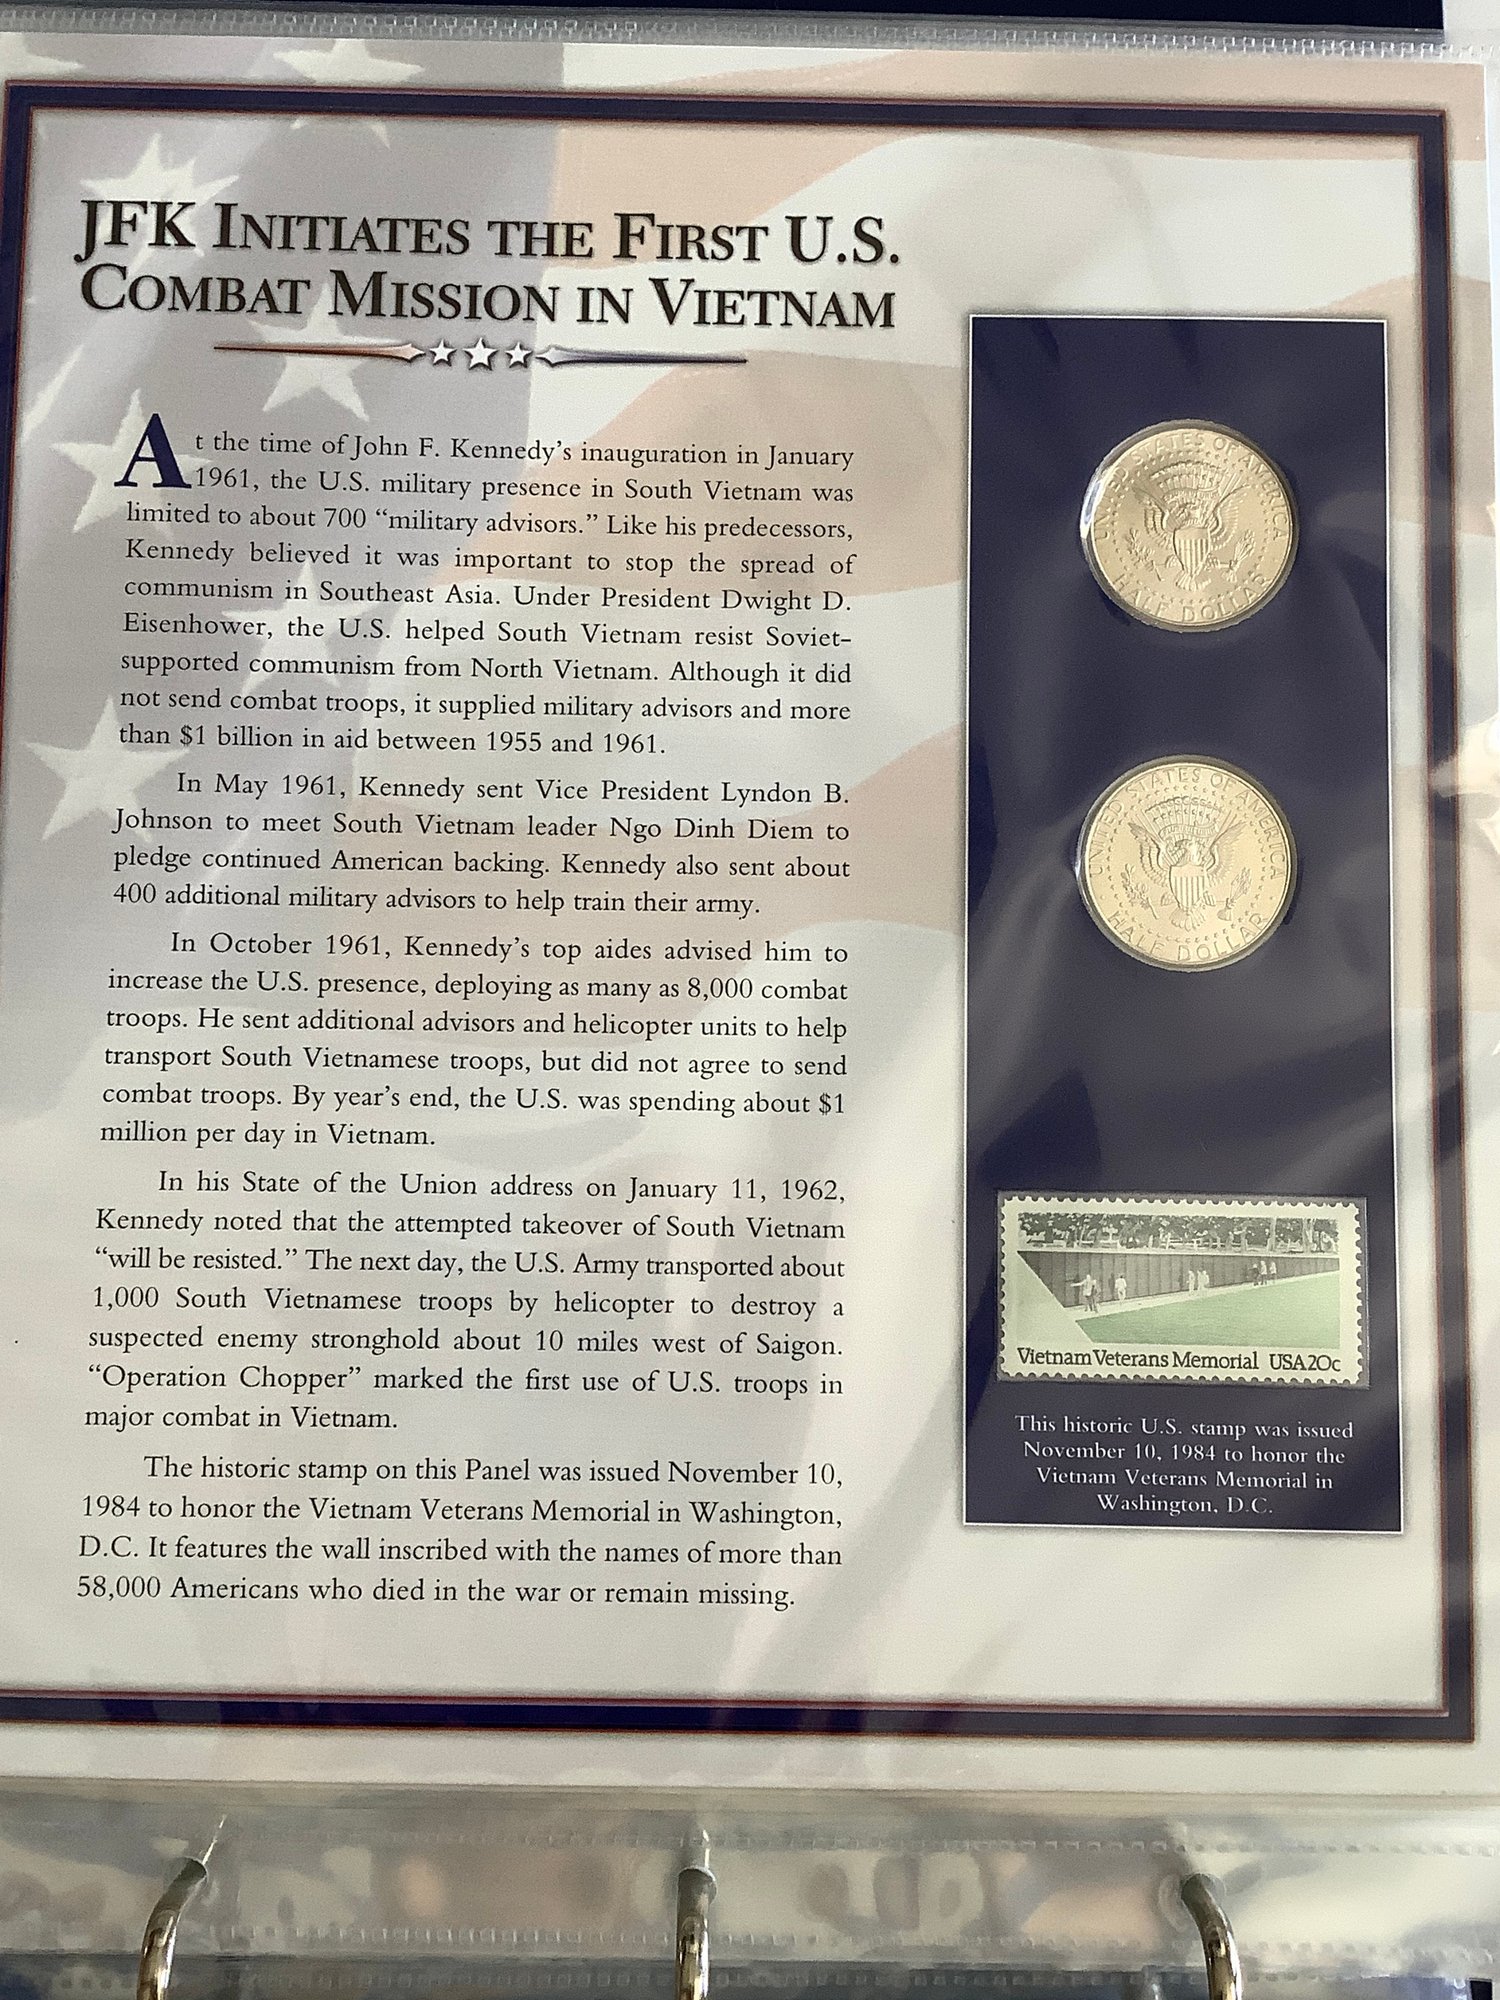 JFK Initiates the First U.S.
Combat Mission in Vietnam
At the time of John F. Kennedy's inauguration in January
1961, the U.S. military presence in South Vietnam was
limited to about 700 “military advisors.” Like his predecessors,
Kennedy believed it was important to stop the spread of
communism in Southeast Asia. Under President Dwight D.
Eisenhower, the U.S. helped South Vietnam resist Soviet-
supported communism from North Vietnam. Although it did
not send combat troops, it supplied military advisors and more
than $1 billion in aid between 1955 and 1961.
In May 1961, Kennedy sent Vice President Lyndon B.
Johnson to meet South Vietnam leader Ngo Dinh Diem to
pledge continued American backing. Kennedy also sent about
400 additional military advisors to help train their army.
In October 1961, Kennedy's top aides advised him to
increase the U.S. presence, deploying as many as 8,000 combat
troops. He sent additional advisors and helicopter units to help
transport South Vietnamese troops, but did not agree to send
combat troops. By year's end, the U.S. was spending about $1
million per day in Vietnam.
In his State of the Union address on January 11, 1962,
Kennedy noted that the attempted takeover of South Vietnam
“will be resisted.” The next day, the U.S. Army transported about
1,000 South Vietnamese troops by helicopter to destroy a
suspected enemy stronghold about 10 miles west of Saigon.
“Operation Chopper” marked the first use of U.S. troops in
major combat in Vietnam.
The historic stamp on this Panel was issued November 10,
1984 to honor the Vietnam Veterans Memorial in Washington,
D.C. It features the wall inscribed with the names of more than
58,000 Americans who died in the war or remain missing.
UNITED STATES OF AMERICA
HALF DOLLAR
UNITED STATES OF AMERICA
HALF DOLLAR
Vietnam Veterans Memorial USA 20c
This historic U.S. stamp was issued
November 10, 1984 to honor the
Vietnam Veterans Memorial in
Washington, D.C.